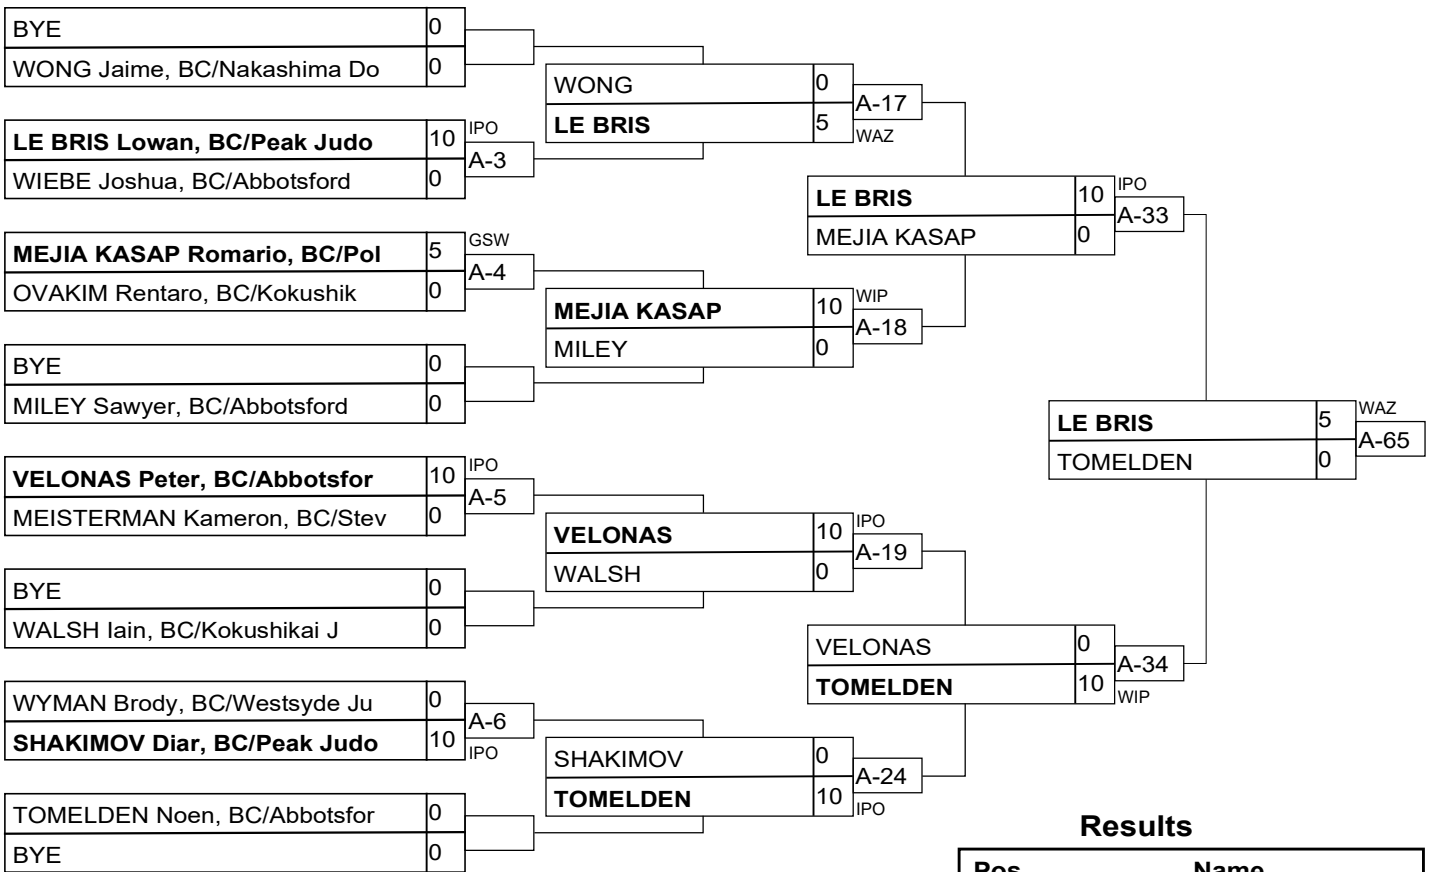 BYE 0
WONG Jaime, BC/Nakashima Do 0
LE BRIS Lowan, BC/Peak Judo 10 IPO
A-3
WIEBE Joshua, BC/Abbotsford 0
MEJIA KASAP Romario, BC/Pol 5 GSW
A-4
OVAKIM Rentaro, BC/Kokushik 0
BYE 0
MILEY Sawyer, BC/Abbotsford 0
VELONAS Peter, BC/Abbotsfor 10 IPO
A-5
MEISTERMAN Kameron, BC/Stev 0
BYE 0
WALSH Iain, BC/Kokushikai J 0
WYMAN Brody, BC/Westsyde Ju 0
A-6
SHAKIMOV Diar, BC/Peak Judo 10 IPO
TOMELDEN Noen, BC/Abbotsfor 0
BYE 0
WONG 0
A-17
LE BRIS 5 WAZ
MEJIA KASAP 10 WIP
A-18
MILEY 0
VELONAS 10 IPO
A-19
WALSH 0
SHAKIMOV 0
A-24
TOMELDEN 10 IPO
LE BRIS 10 IPO
A-33
MEJIA KASAP 0
VELONAS 0
A-34
TOMELDEN 10 WIP
LE BRIS 5 WAZ
A-65
TOMELDEN 0
Results
Pos Name